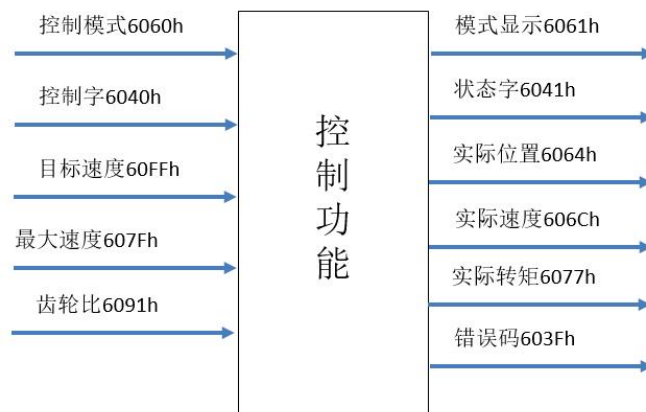 控制模式6060h
控制字6040h
目标速度60FFh
最大速度607Fh
齿轮比6091h
控制功能
模式显示6061h
状态字6041h
实际位置6064h
实际速度606Ch
实际转矩6077h
错误码603Fh